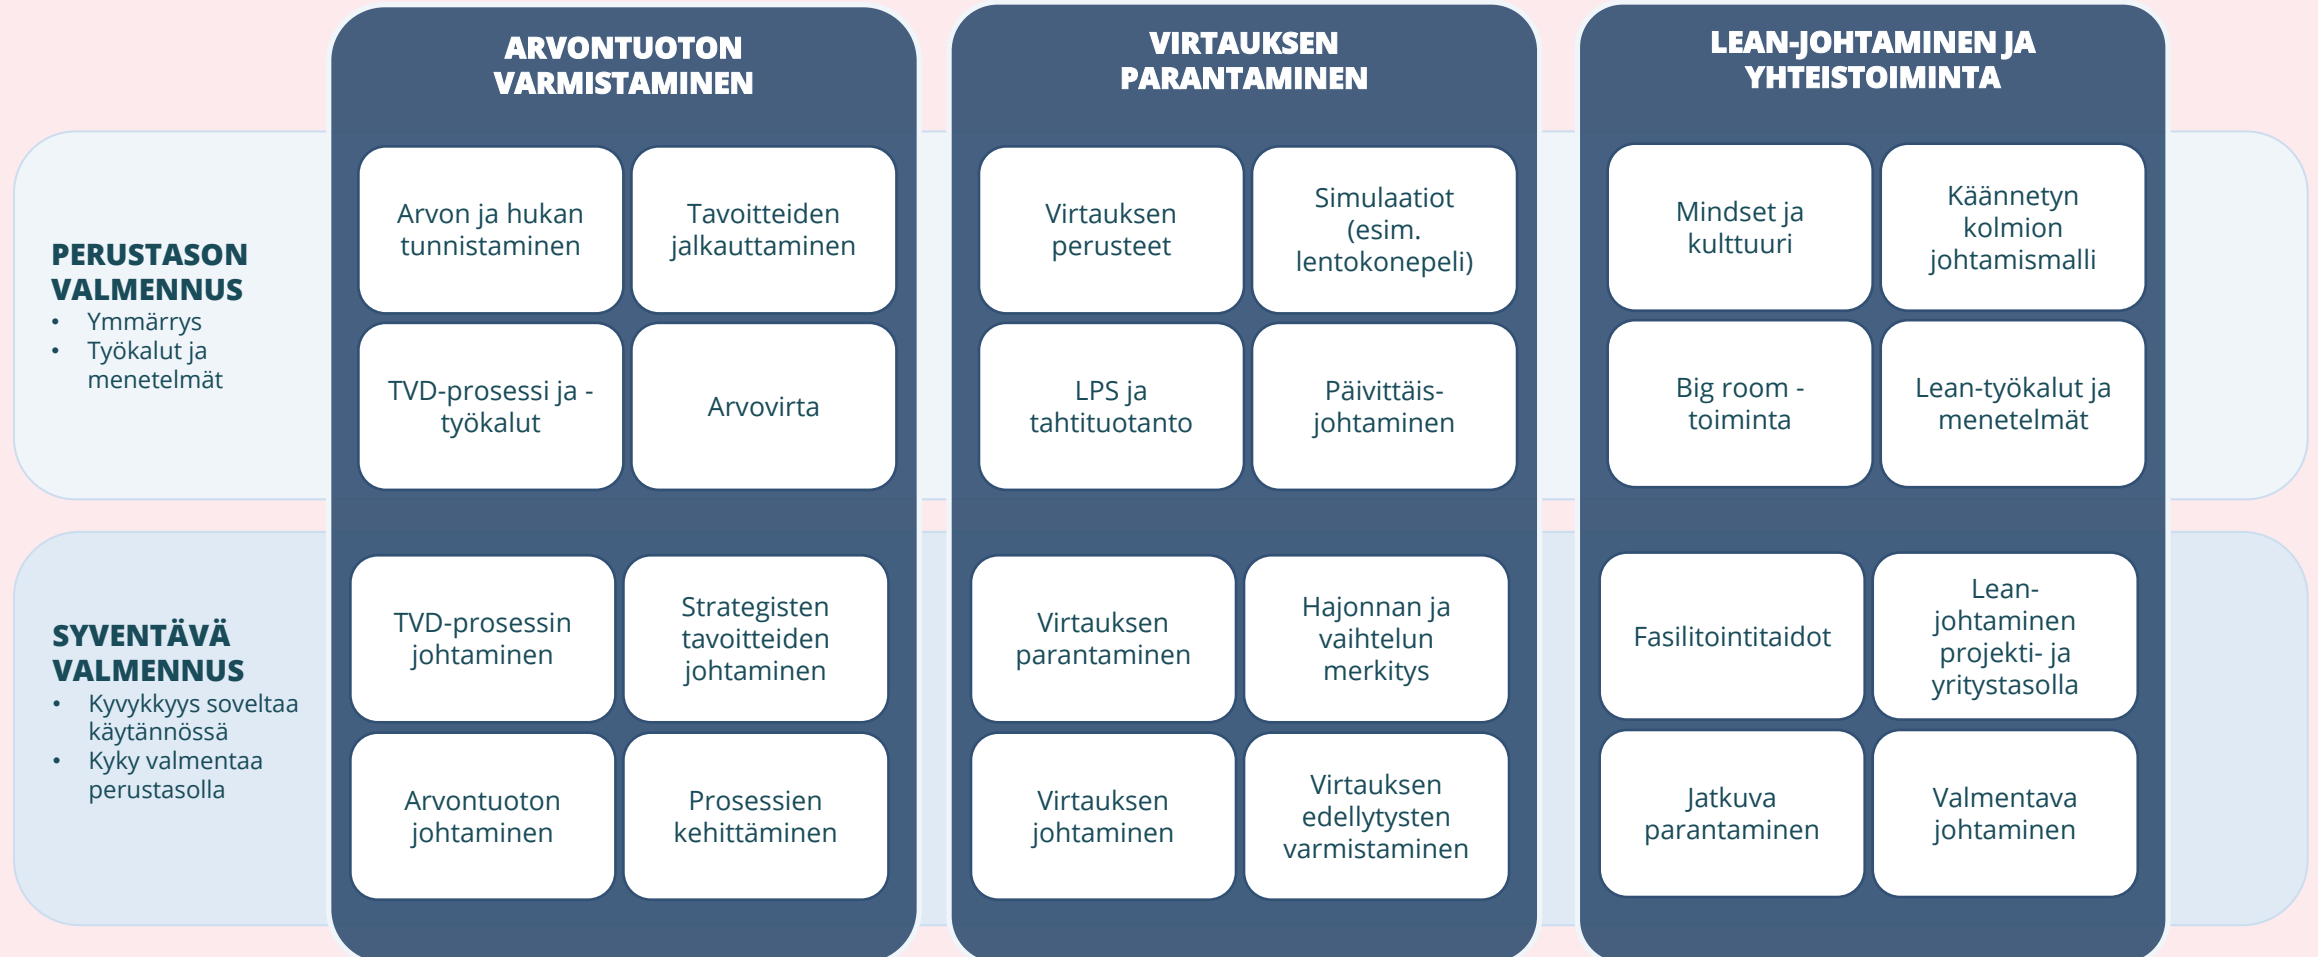 ARVONTUOTON
VARMISTAMINEN
VIRTAUKSEN
PARANTAMINEN
LEAN-JOHTAMINEN JA
YHTEISTOIMINTA
PERUSTASON
VALMENNUS
• Ymmärrys
• Työkalut ja
menetelmät
Arvon ja hukan
tunnistaminen
Tavoitteiden
jalkauttaminen
TVD-prosessi ja -
työkalut
Arvovirta
Virtauksen
perusteet
Simulaatiot
(esim.
lentokonepeli)
LPS ja
tahtituotanto
Päivittäis-
johtaminen
Mindset ja
kulttuuri
Käännetyn
kolmion
johtamismalli
Big room -
toiminta
Lean-työkalut ja
menetelmät
SYVENTÄVÄ
VALMENNUS
• Kyvykkyys soveltaa
käytännössä
• Kyky valmentaa
perustasolla
TVD-prosessin
johtaminen
Strategisten
tavoitteiden
johtaminen
Arvontuoton
johtaminen
Prosessien
kehittäminen
Virtauksen
parantaminen
Hajonnan ja
vaihtelun
merkitys
Virtauksen
johtaminen
Virtauksen
edellytysten
varmistaminen
Fasilitointitaidot
Lean-
johtaminen
projekti- ja
yritystasolla
Jatkuva
parantaminen
Valmentava
johtaminen